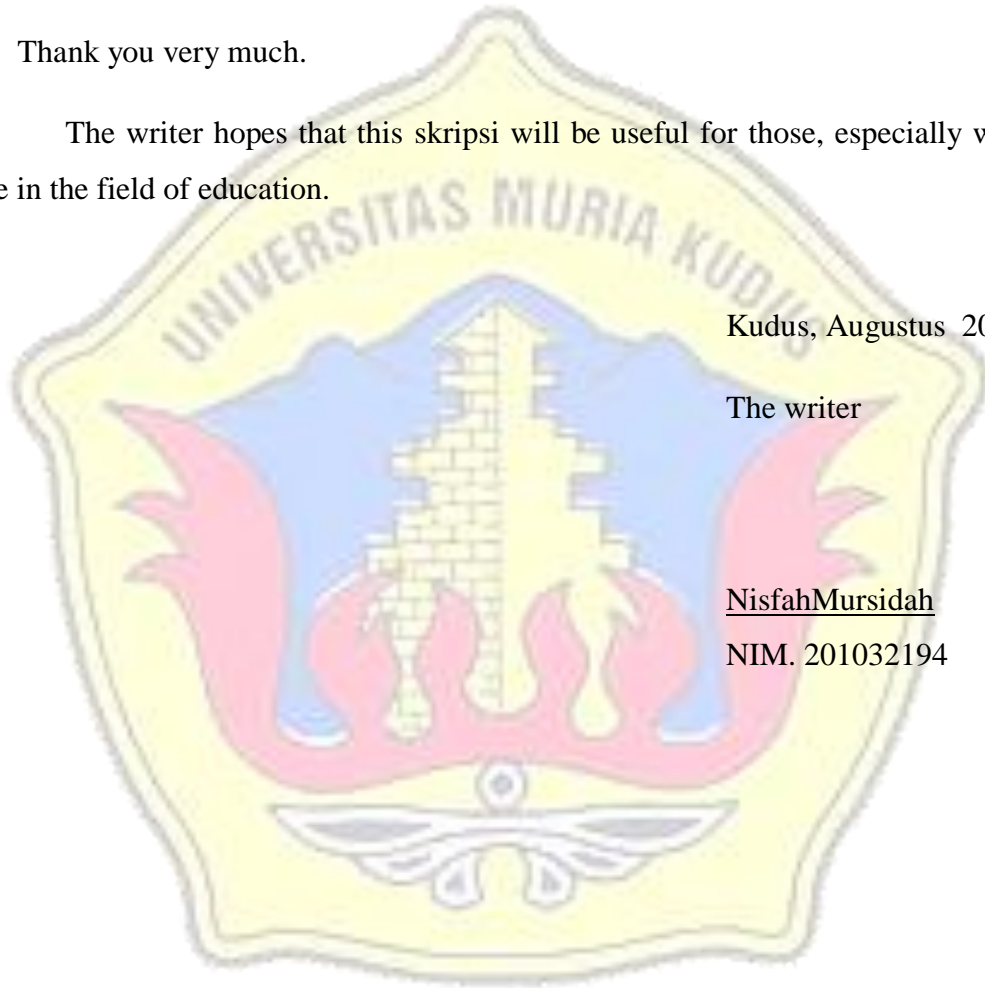 Thank you very much.
The writer hopes that this skripsi will be useful for those, especially
in the field of education.
UNIVERSITAS MURIA KUDUS
Kudus, Augustus 20
The writer
NisfahMursidah
NIM. 201032194